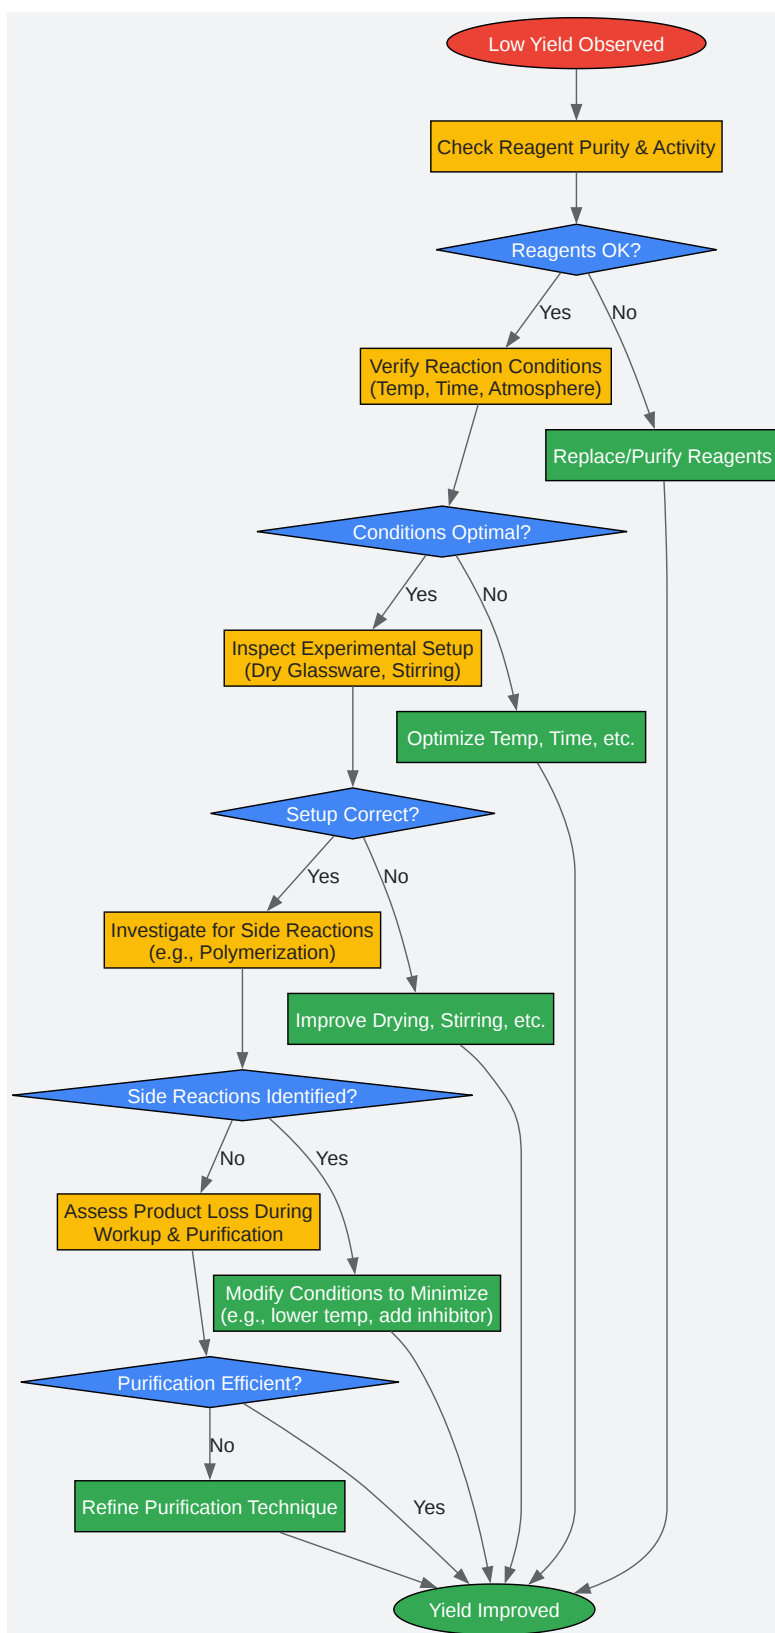 Low Yield Observed
Check Reagent Purity & Activity
Reagents OK?
Yes
No
Verify Reaction Conditions
(Temp, Time, Atmosphere)
Replace/Purify Reagents
Conditions Optimal?
Yes
No
Inspect Experimental Setup
(Dry Glassware, Stirring)
Optimize Temp, Time, etc.
Setup Correct?
Yes
No
Investigate for Side Reactions
(e.g., Polymerization)
Improve Drying, Stirring, etc.
Side Reactions Identified?
No
Yes
Assess Product Loss During
Workup & Purification
Modify Conditions to Minimize
(e.g., lower temp, add inhibitor)
Purification Efficient?
No
Refine Purification Technique
Yes
Yield Improved